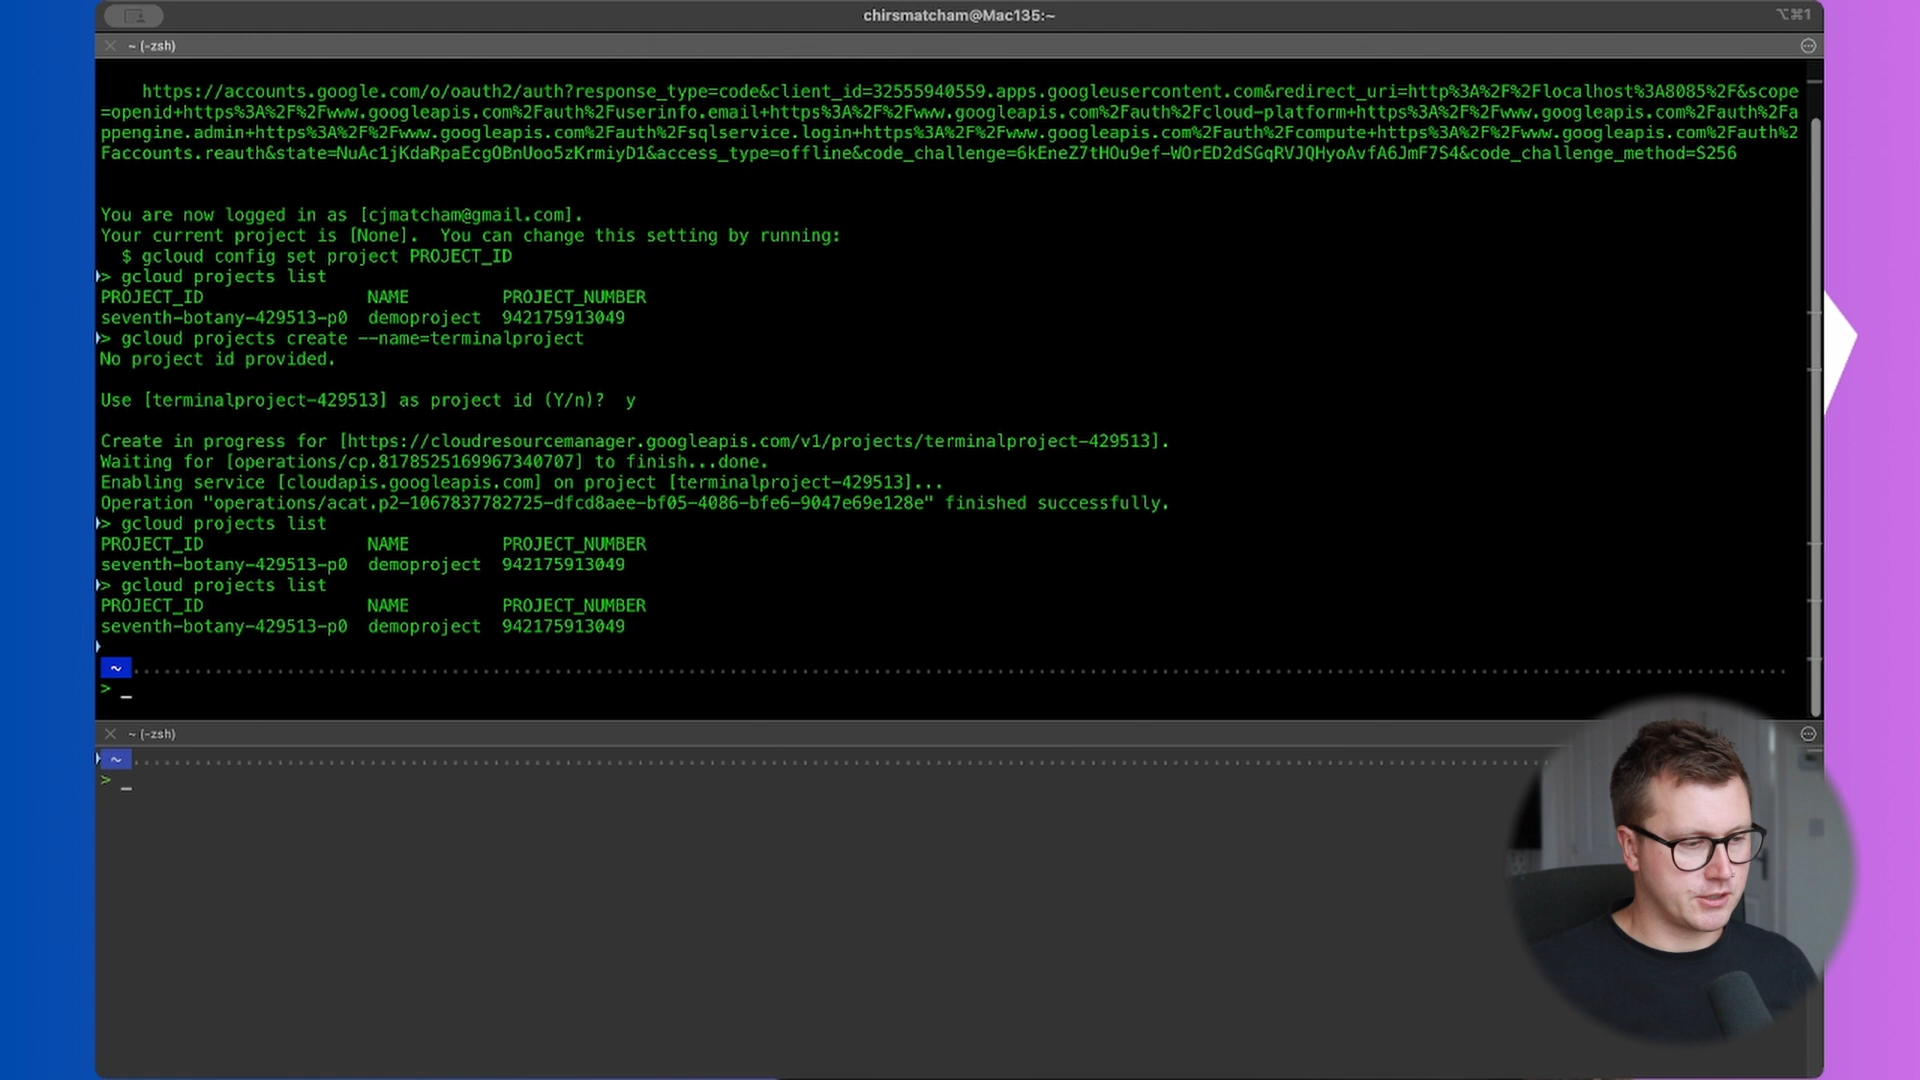 chirsmatcham@Mac135:~
⌥⌘1
~ (-zsh)
https://accounts.google.com/o/oauth2/auth?response_type=code&client_id=32555940559.apps.googleusercontent.com&redirect_uri=http%3A%2F%2Flocalhost%3A8085%2F&scope
=openid+https%3A%2F%2Fwww.googleapis.com%2Fauth%2Fuserinfo.email+https%3A%2F%2Fwww.googleapis.com%2Fauth%2Fcloud-platform+https%3A%2F%2Fwww.googleapis.com%2Fauth%2Fa
ppengine.admin+https%3A%2F%2Fwww.googleapis.com%2Fauth%2Fsqlservice.login+https%3A%2F%2Fwww.googleapis.com%2Fauth%2Fcompute+https%3A%2F%2Fwww.googleapis.com%2Fauth%2
Faccounts.reauth&state=NuAc1jKdaRpaEcgOBnUoo5zKrmiyD1&access_type=offline&code_challenge=6kEneZ7tHOu9ef-WOrED2dSGqRVJQHyoAvfA6JmF7S4&code_challenge_method=S256
You are now logged in as [cjmatcham@gmail.com].
Your current project is [None].  You can change this setting by running:
$ gcloud config set project PROJECT_ID
> gcloud projects list
PROJECT_ID NAME PROJECT_NUMBER
seventh-botany-429513-p0 demoproject 942175913049
> gcloud projects create --name=terminalproject
No project id provided.
Use [terminalproject-429513] as project id (Y/n)?  y
Create in progress for [https://cloudresourcemanager.googleapis.com/v1/projects/terminalproject-429513].
Waiting for [operations/cp.8178525169967340707] to finish...done.
Enabling service [cloudapis.googleapis.com] on project [terminalproject-429513]...
Operation "operations/acat.p2-1067837782725-dfcd8aee-bf05-4086-bfe6-9047e69e128e" finished successfully.
> gcloud projects list
PROJECT_ID NAME PROJECT_NUMBER
seventh-botany-429513-p0 demoproject 942175913049
> gcloud projects list
PROJECT_ID NAME PROJECT_NUMBER
seventh-botany-429513-p0 demoproject 942175913049
~
> _
~ (-zsh)
~
> _